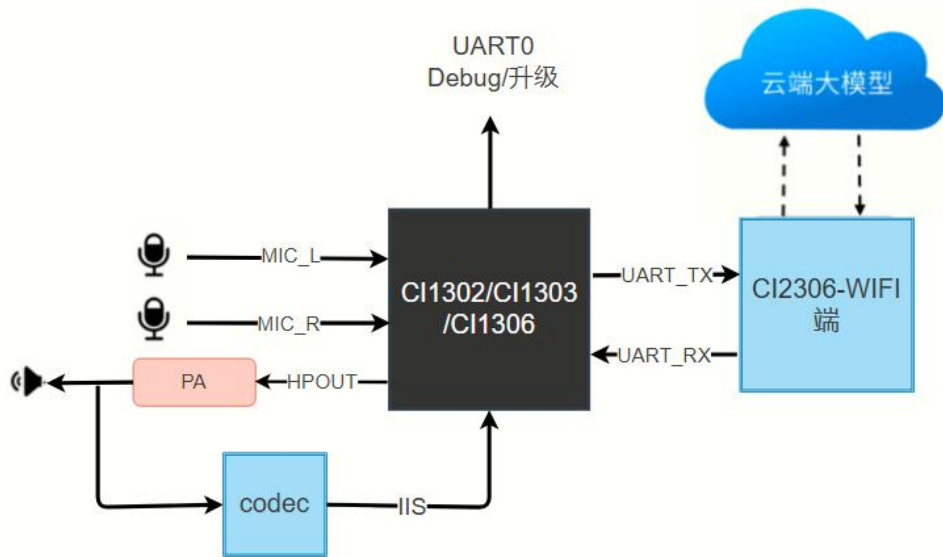 UART0
Debug/升级
云端大模型
MIC_L
CI1302/CI1303
/CI1306
UART_TX
CI2306-WIFI
端
MIC_R
UART_RX
PA
HPOUT
codec
IIS